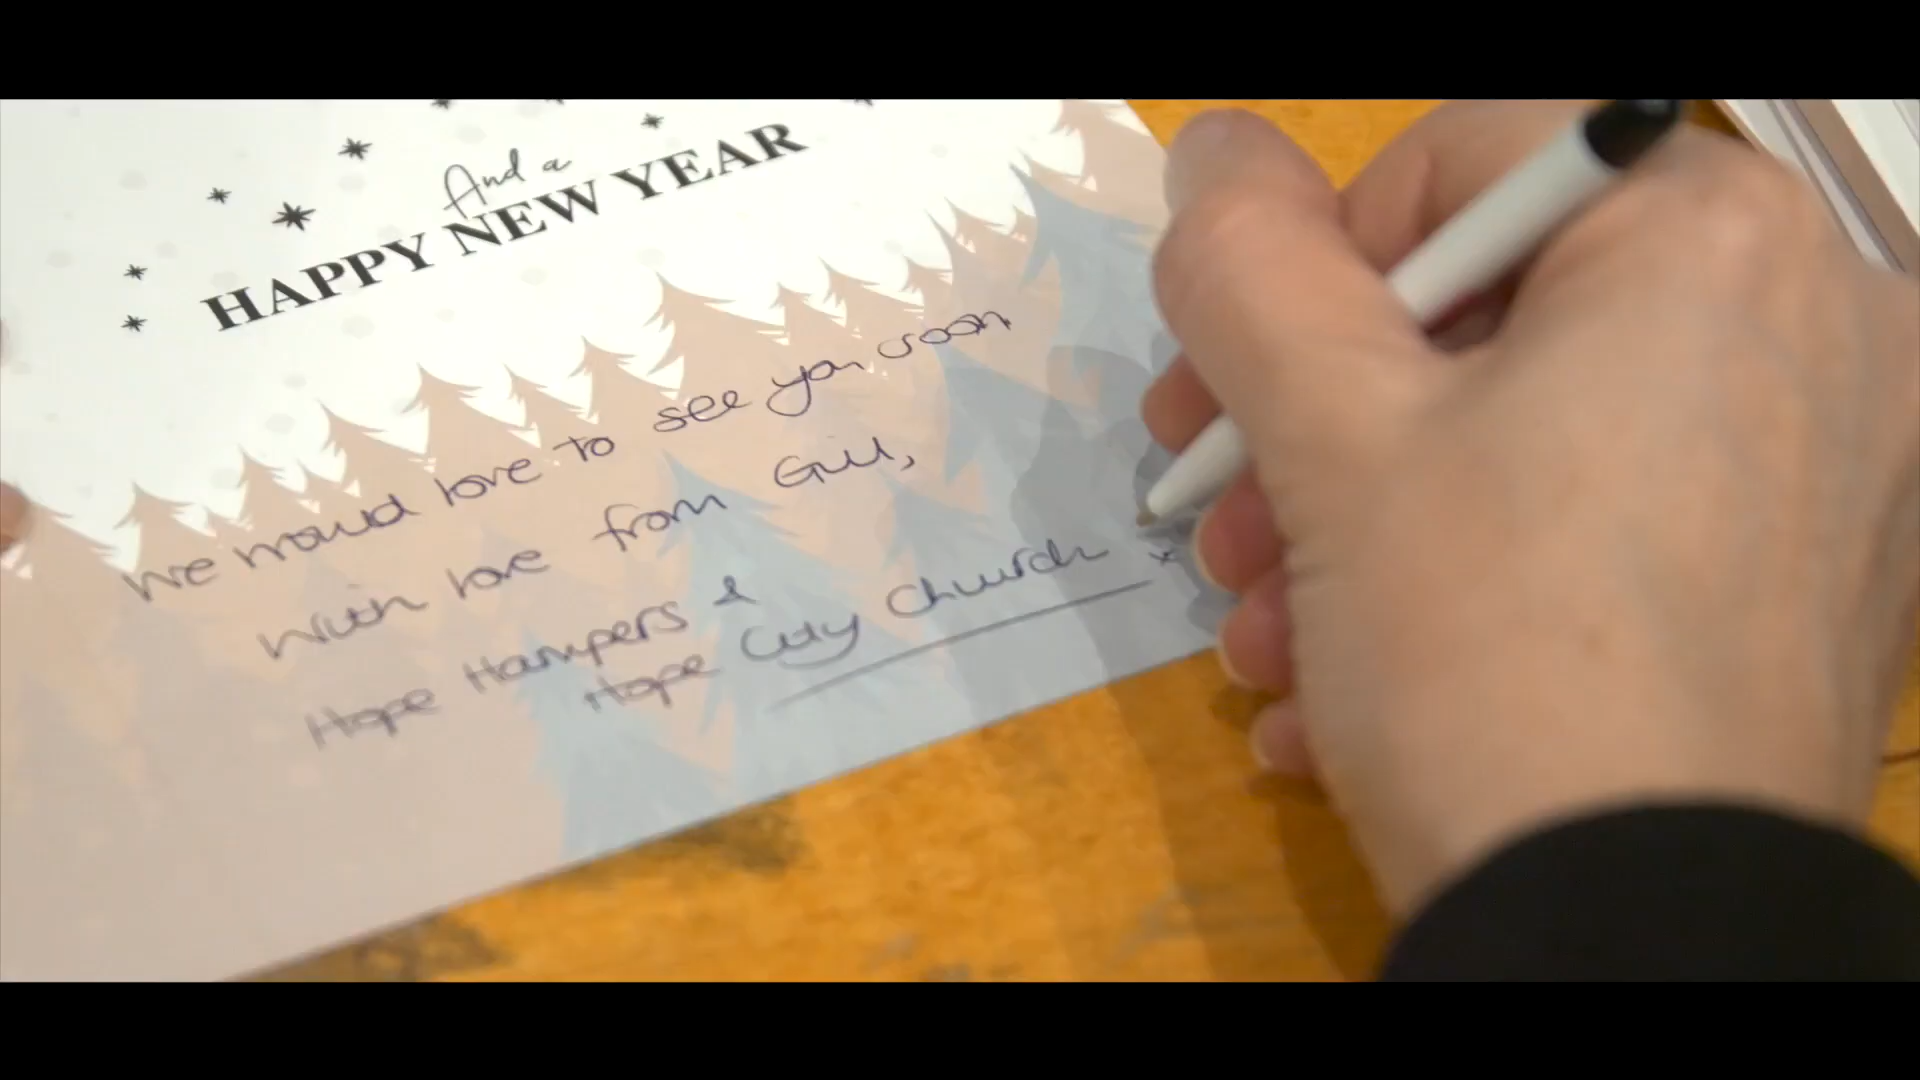 And a
HAPPY NEW YEAR
We would love to see you soon
With love from Gill,
Hope Hampers &
Hope City Church x